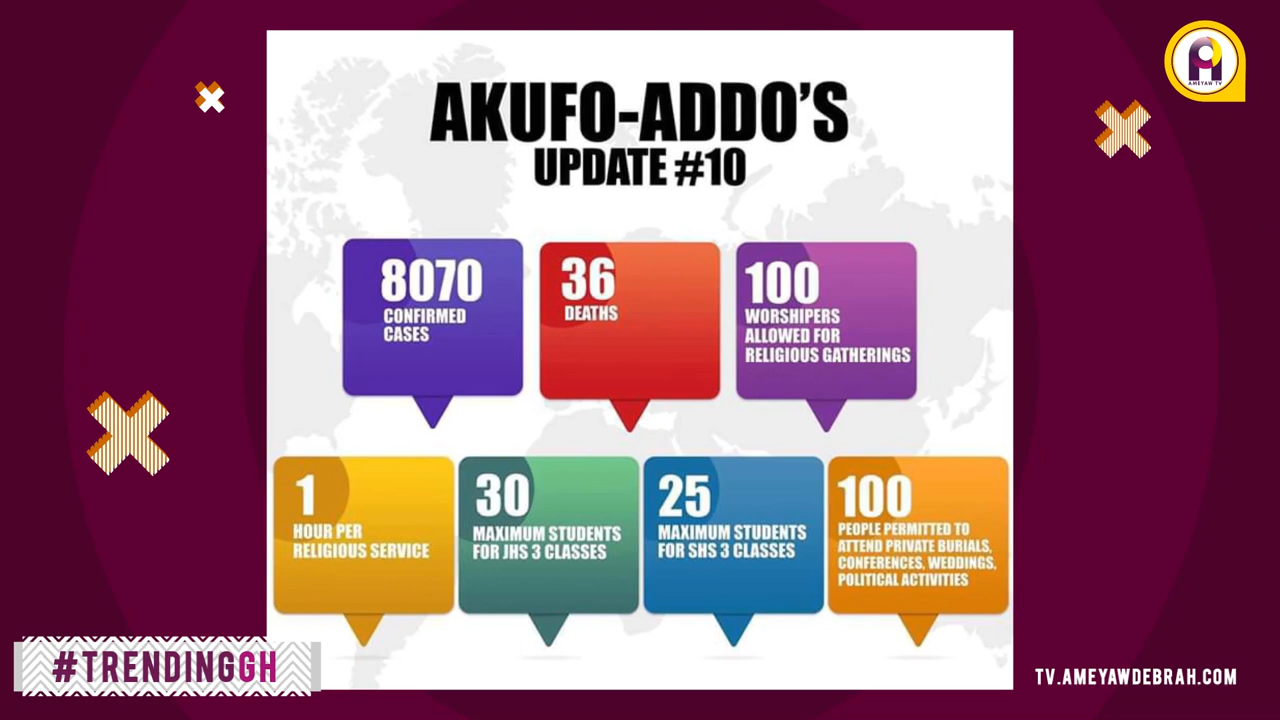 AKUFO-ADDO'S
UPDATE #10
8070
CONFIRMED
CASES
36
DEATHS
100
WORSHIPERS
ALLOWED FOR
RELIGIOUS GATHERINGS
1
HOUR PER
RELIGIOUS SERVICE
30
MAXIMUM STUDENTS
FOR JHS 3 CLASSES
25
MAXIMUM STUDENTS
FOR SHS 3 CLASSES
100
PEOPLE PERMITTED TO
ATTEND PRIVATE BURIALS,
CONFERENCES, WEDDINGS,
POLITICAL ACTIVITIES
AMEYAW TV
#TRENDINGGH
TV.AMEYAWDEBRAH.COM